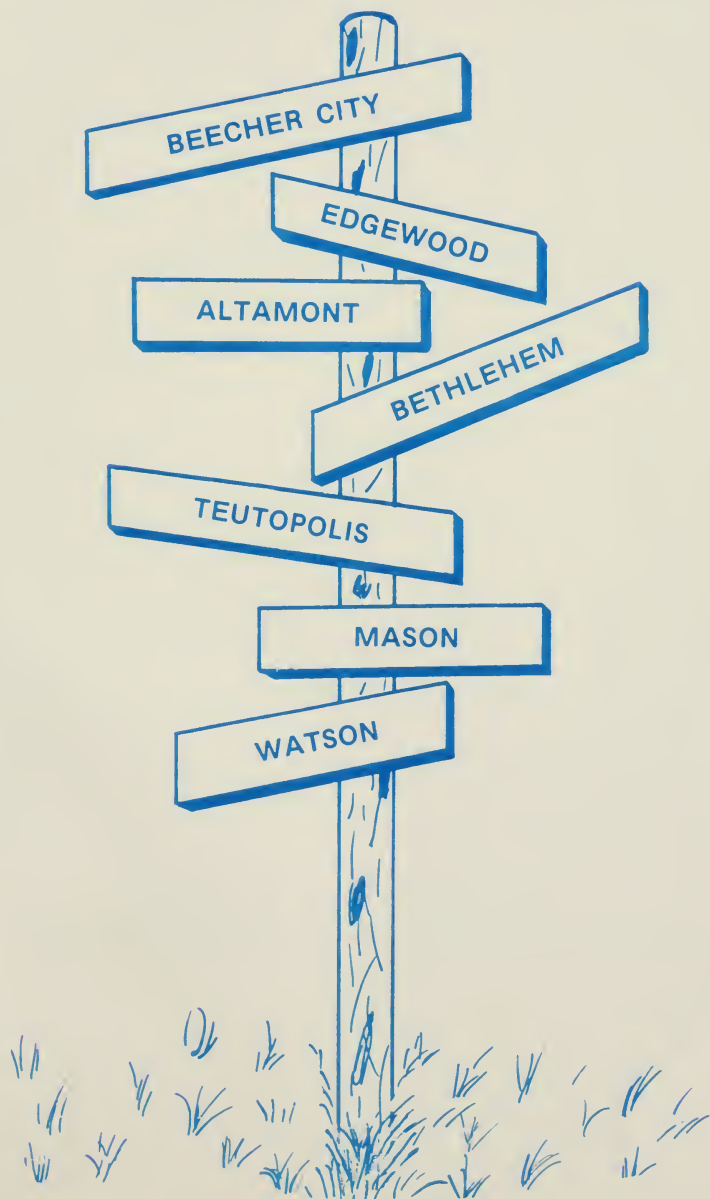 BEECHER CITY
EDGEWOOD
ALTAMONT
BETHLEHEM
TEUTOPOLIS
MASON
WATSON